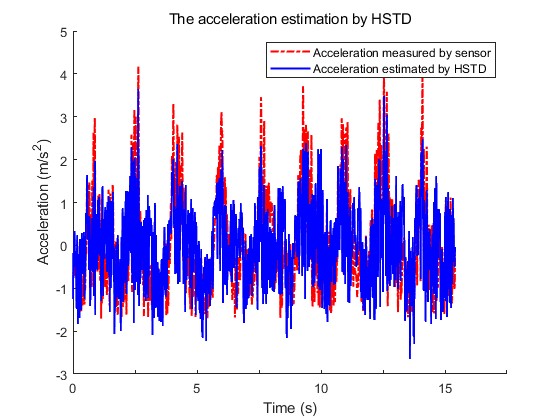 The acceleration estimation by HSTD
Acceleration measured by sensor
Acceleration estimated by HSTD
Acceleration (m/s²)
5
4
3
2
1
0
-1
-2
-3
0
5
10
15
Time (s)